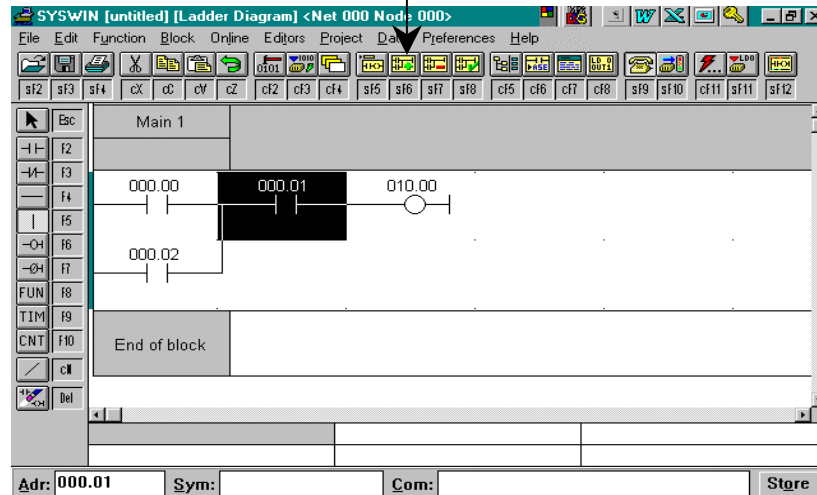 SYSWIN [untitled] [Ladder Diagram] <Net 000 Node 000>
File Edit Function Block Online Editors Project Data Preferences Help
sf2 sf3 sf4 cX cC cV cZ cf2 cf3 cf4 sf5 sf6 sf7 sf8 cf5 cf6 cf7 cf8 sf9 sf10 cf11 sf11 sf12
Esc Main 1
f2
f3
000.00 000.01 010.00
f4
f5
f6
000.02
f7
FUN f8
TIM f9
CNT f10 End of block
cN
Del
Adr: 000.01 Sym: Com: Store